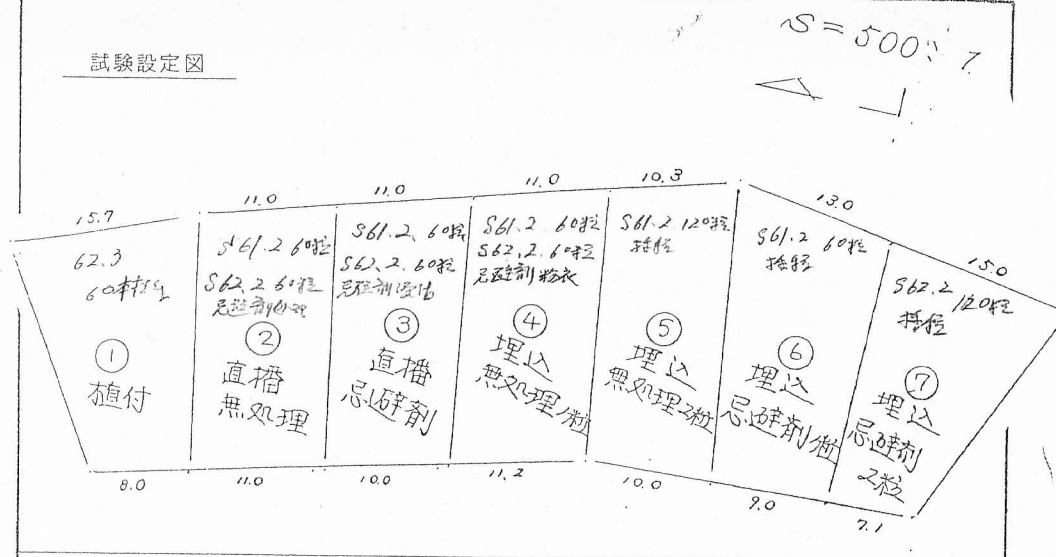 試験設定図
S=500:1
15.7
11.0
11.0
11.0
10.3
13.0
15.0
62.3
60本
①
植付
S61.2 60粒
S62.2 60粒
忌避剤
②
直播
無処理
S61.2. 60粒
S62.2. 60粒
忌避剤
③
直播
忌避剤
S61.2 60粒
S62.2. 60粒
忌避剤粉衣
④
埋込
無処理1粒
S61.2 120粒
播種
⑤
埋込
無処理2粒
S61.2 60粒
播種
⑥
埋込
忌避剤1粒
S62.2 120粒
播種
⑦
埋込
忌避剤
2粒
8.0
11.0
10.0
11.2
10.0
9.0
7.1